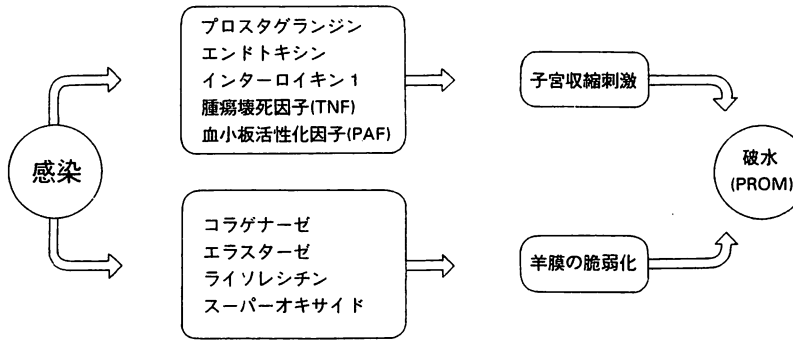 感染
プロスタグランジン
エンドトキシン
インターロイキン1
腫瘍壊死因子(TNF)
血小板活性化因子(PAF)
子宮収縮刺激
コラゲナーゼ
エラスターゼ
ライソレシチン
スーパーオキサイド
羊膜の脆弱化
破水
(PROM)